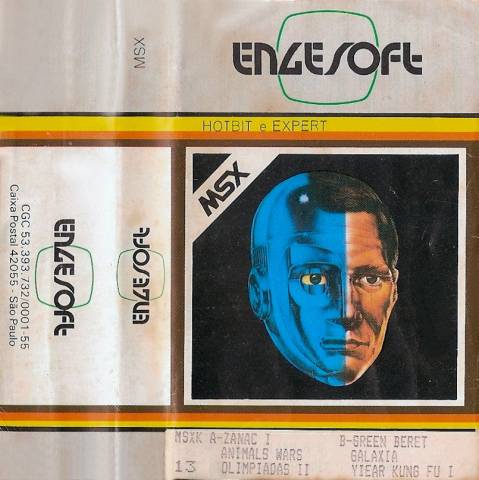 MSX
ENGESOFT
HOTBIT e EXPERT
MSX
ENGESOFT
ENGESOFT
CGC 53.393.732/0001-55
Caixa Postal 42055 - São Paulo
MSXK A-ZANAC I
ANIMALS WARS
13 OLIMPIADAS II
B-GREEN BERET
GALAXIA
YIEAR KUNG FU I